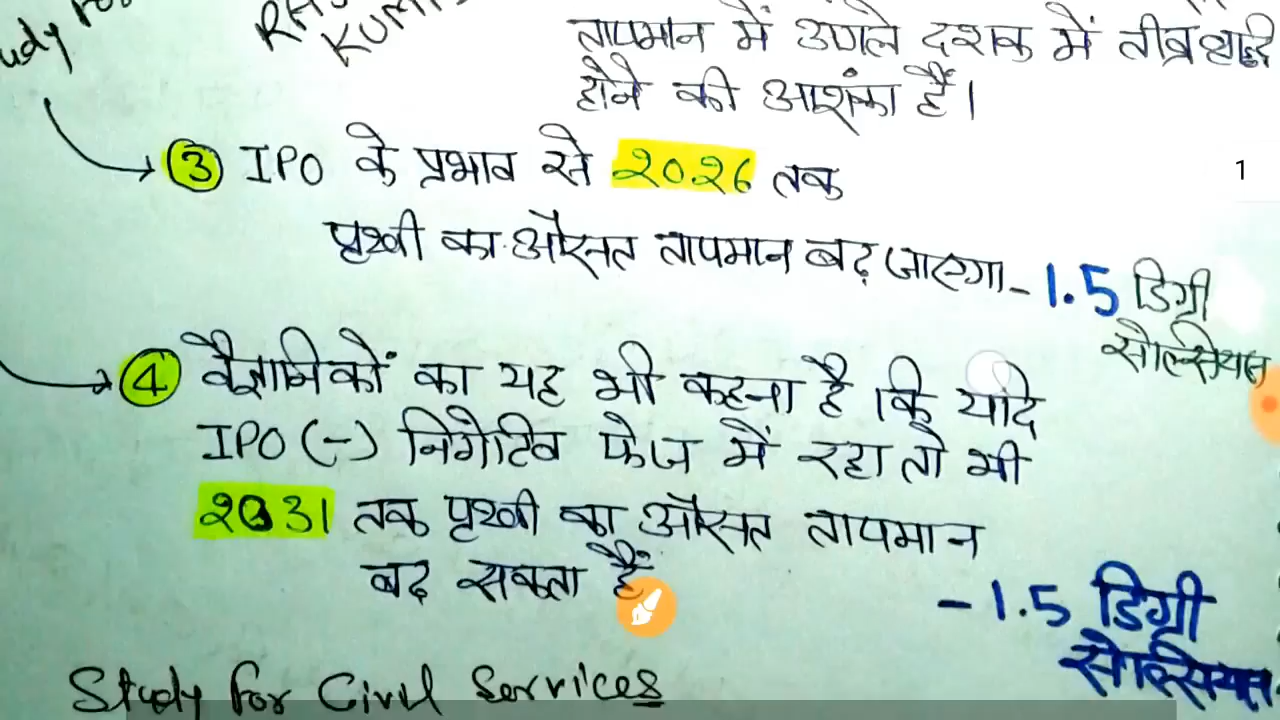 तापमान में अगले दशक में तीव्र वृद्धि
होने की आशंका है।
③ IPO के प्रभाव से 2026 तक
1
पृथ्वी का औसत तापमान बढ़ जाएगा - 1.5 डिग्री
सेल्सियस
④ वैज्ञानिकों का यह भी कहना है कि यदि
IPO (-) निगेटिव फेज में रहा तो भी
2031 तक पृथ्वी का औसत तापमान
बढ़ सकता है
- 1.5 डिग्री
सेल्सियस
Study for Civil Services